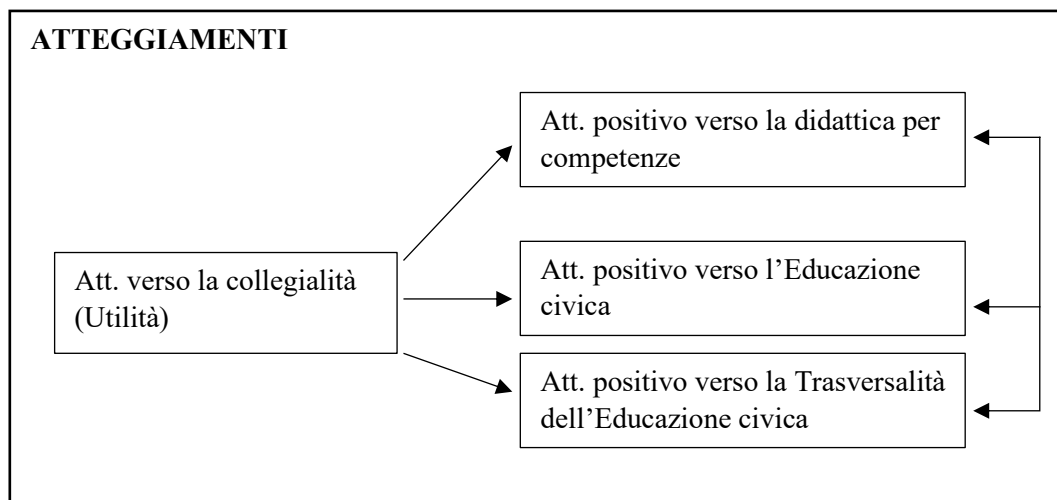 ATTEGGIAMENTI
Att. positivo verso la didattica per
competenze
Att. verso la collegialità
(Utilità)
Att. positivo verso l’Educazione
civica
Att. positivo verso la Trasversalità
dell’Educazione civica